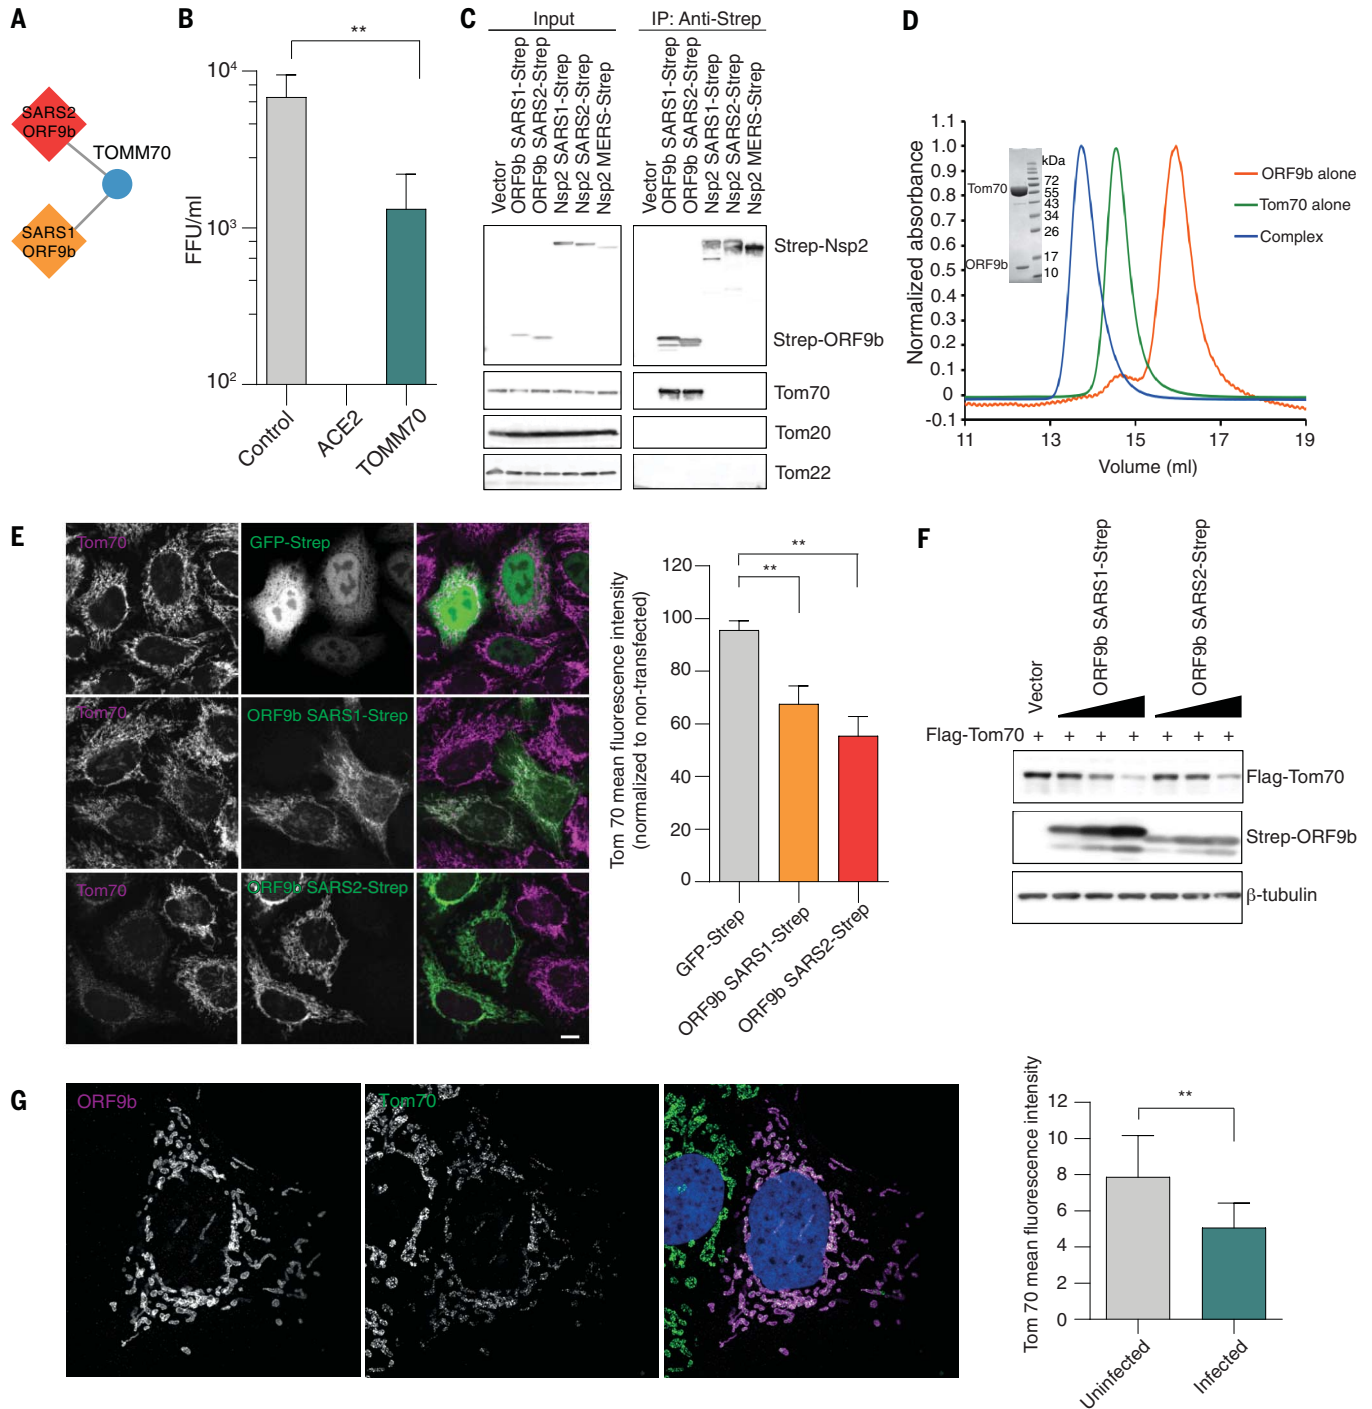 A
SARS2
ORF9b
TOMM70
SARS1
ORF9b
B
**
10⁴
10³
10²
FFU/ml
Control
ACE2
TOMM70
C
Input
IP: Anti-Strep
Vector
ORF9b SARS1-Strep
ORF9b SARS2-Strep
Nsp2 SARS1-Strep
Nsp2 SARS2-Strep
Nsp2 MERS-Strep
Vector
ORF9b SARS1-Strep
ORF9b SARS2-Strep
Nsp2 SARS1-Strep
Nsp2 SARS2-Strep
Nsp2 MERS-Strep
Strep-Nsp2
Strep-ORF9b
Tom70
Tom20
Tom22
D
Normalized absorbance
1.1
1
0.9
0.8
0.7
0.6
0.5
0.4
0.3
0.2
0.1
0
-0.1
11
13
15
17
19
Volume (ml)
kDa
72
55
43
34
26
17
10
Tom70
ORF9b
ORF9b alone
Tom70 alone
Complex
E
Tom70
GFP-Strep
Tom70
ORF9b SARS1-Strep
Tom70
ORF9b SARS2-Strep
Tom 70 mean fluorescence intensity
(normalized to non-transfected)
120
100
80
60
40
20
0
**
**
GFP-Strep
ORF9b SARS1-Strep
ORF9b SARS2-Strep
F
Vector
ORF9b SARS1-Strep
ORF9b SARS2-Strep
Flag-Tom70 + + + + + + +
Flag-Tom70
Strep-ORF9b
β-tubulin
G
ORF9b
Tom70
Tom 70 mean fluorescence intensity
12
10
8
6
4
2
0
**
Uninfected
Infected